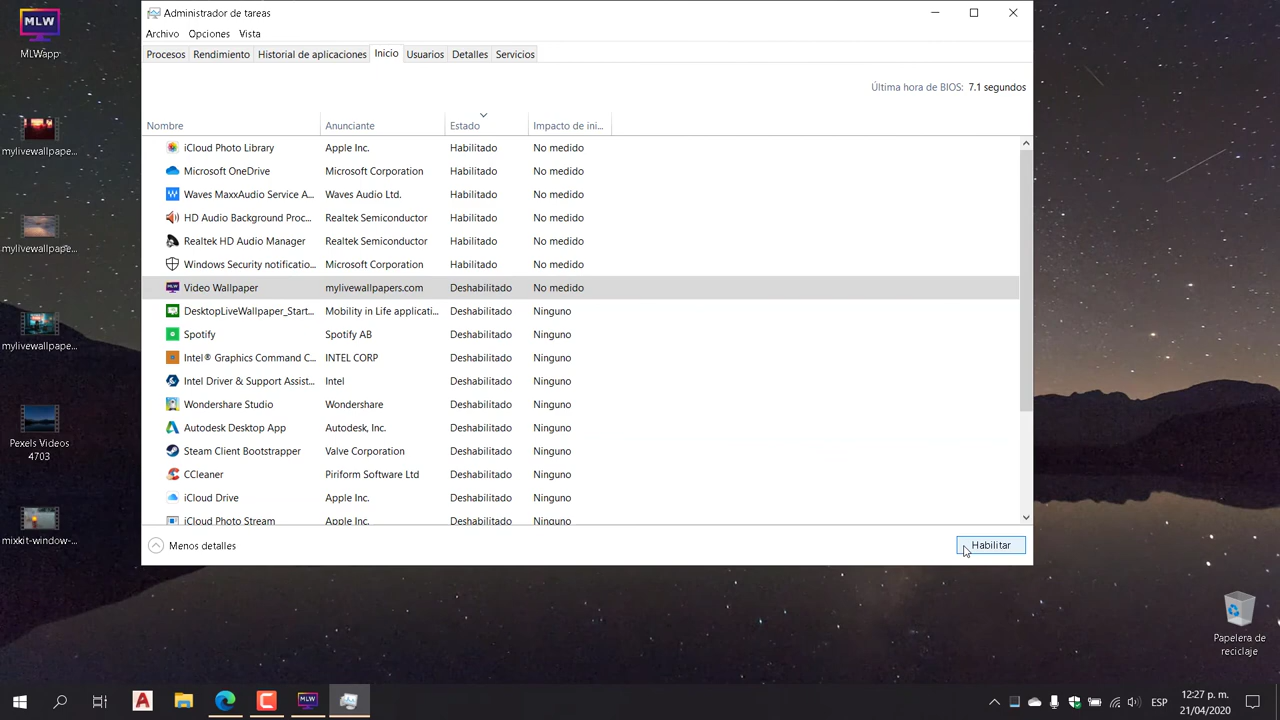 MLW
MLWapp
mylivewallpape...
mylivewallpape...
mylivewallpape...
Pexels Videos
4703
mixkit-window-...
Administrador de tareas
Archivo Opciones Vista
Procesos Rendimiento Historial de aplicaciones Inicio Usuarios Detalles Servicios
Última hora de BIOS: 7.1 segundos
Nombre Anunciante Estado Impacto de ini...
iCloud Photo Library Apple Inc. Habilitado No medido
Microsoft OneDrive Microsoft Corporation Habilitado No medido
Waves MaxxAudio Service A... Waves Audio Ltd. Habilitado No medido
HD Audio Background Proc... Realtek Semiconductor Habilitado No medido
Realtek HD Audio Manager Realtek Semiconductor Habilitado No medido
Windows Security notificatio... Microsoft Corporation Habilitado No medido
Video Wallpaper mylivewallpapers.com Deshabilitado No medido
DesktopLiveWallpaper_Start... Mobility in Life applicati... Deshabilitado Ninguno
Spotify Spotify AB Deshabilitado Ninguno
Intel® Graphics Command C... INTEL CORP Deshabilitado Ninguno
Intel Driver & Support Assist... Intel Deshabilitado Ninguno
Wondershare Studio Wondershare Deshabilitado Ninguno
Autodesk Desktop App Autodesk, Inc. Deshabilitado Ninguno
Steam Client Bootstrapper Valve Corporation Deshabilitado Ninguno
CCleaner Piriform Software Ltd Deshabilitado Ninguno
iCloud Drive Apple Inc. Deshabilitado Ninguno
iCloud Photo Stream Apple Inc. Deshabilitado Ninguno
Menos detalles Habilitar
Papelera de
reciclaje
MLW
ESP
12:27 p. m.
21/04/2020